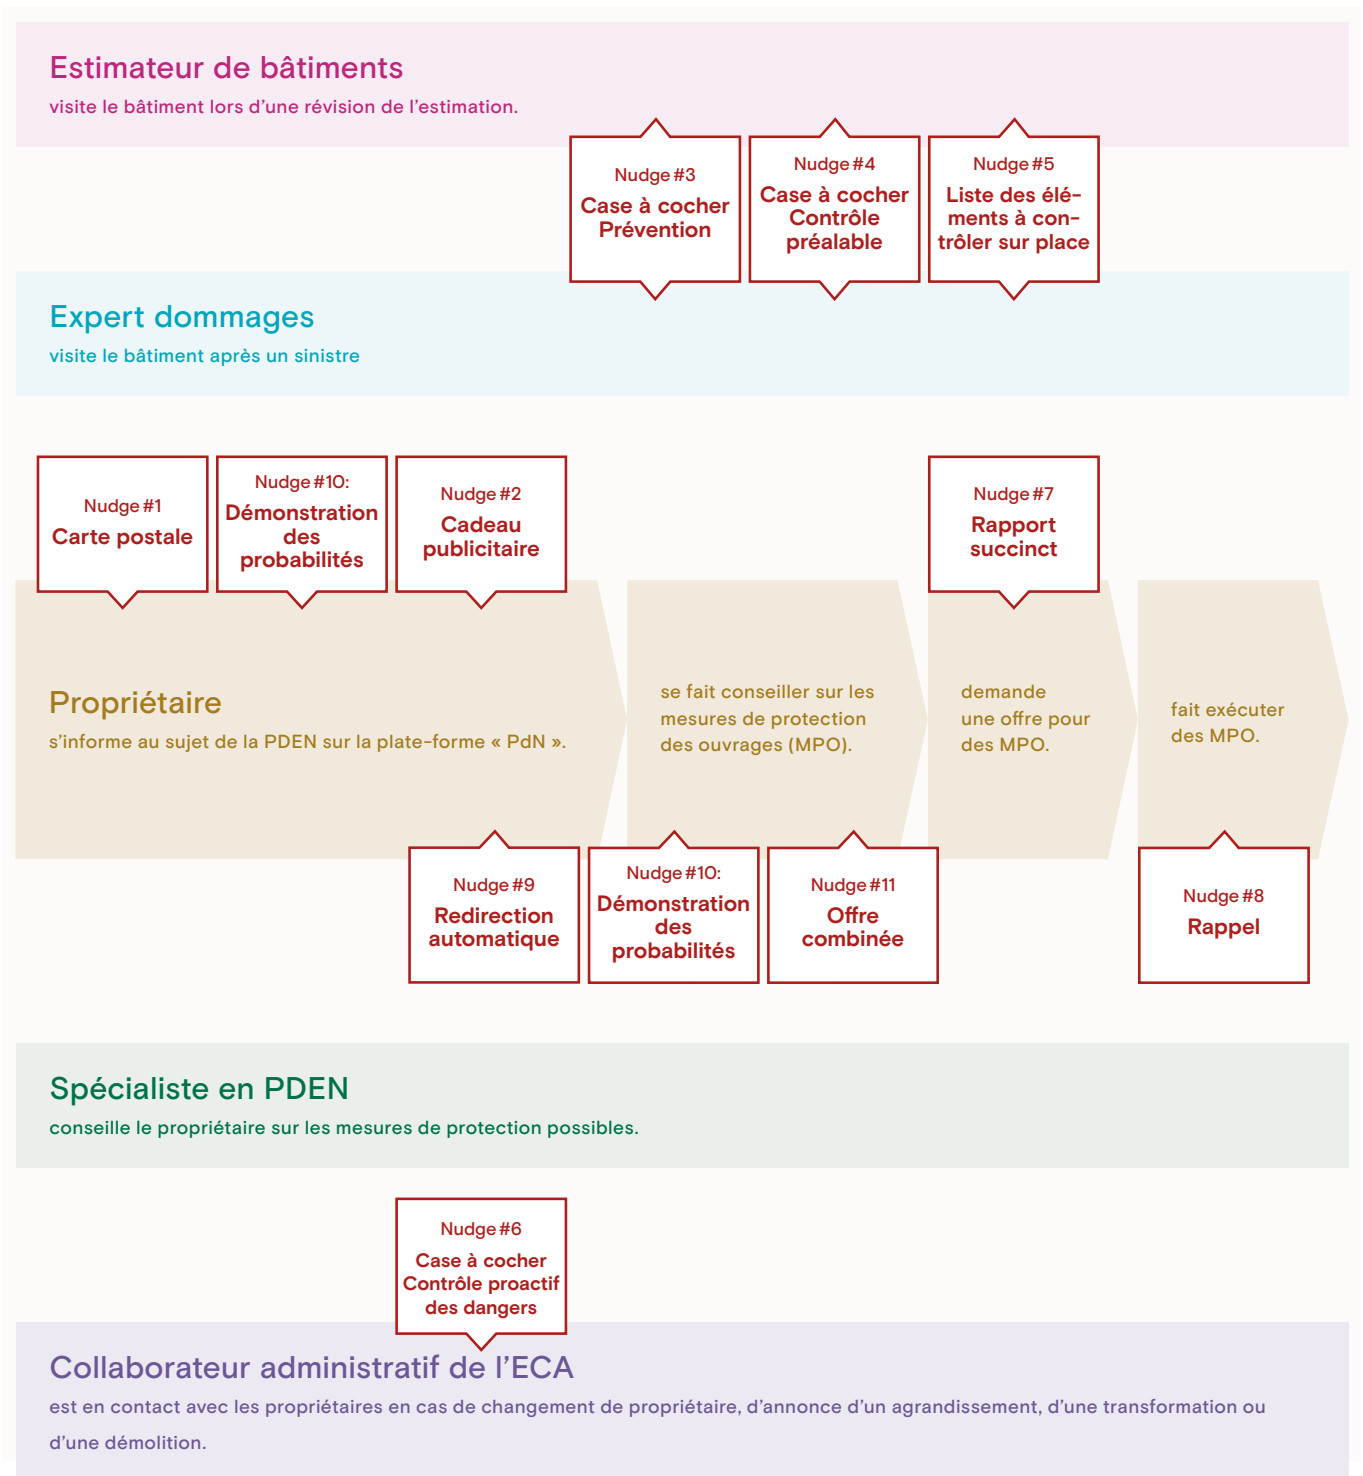 Estimateur de bâtiments
visite le bâtiment lors d’une révision de l’estimation.
Nudge #3
Case à cocher
Prévention
Nudge #4
Case à cocher
Contrôle
préalable
Nudge #5
Liste des élé-
ments à con-
trôler sur place
Expert dommages
visite le bâtiment après un sinistre
Nudge #1
Carte postale
Nudge #10:
Démonstration
des
probabilités
Nudge #2
Cadeau
publicitaire
Nudge #7
Rapport
succinct
Propriétaire
s’informe au sujet de la PDEN sur la plate-forme « PdN ».
se fait conseiller sur les
mesures de protection
des ouvrages (MPO).
demande
une offre pour
des MPO.
fait exécuter
des MPO.
Nudge #9
Redirection
automatique
Nudge #10:
Démonstration
des
probabilités
Nudge #11
Offre
combinée
Nudge #8
Rappel
Spécialiste en PDEN
conseille le propriétaire sur les mesures de protection possibles.
Nudge #6
Case à cocher
Contrôle proactif
des dangers
Collaborateur administratif de l’ECA
est en contact avec les propriétaires en cas de changement de propriétaire, d’annonce d’un agrandissement, d’une transformation ou
d’une démolition.